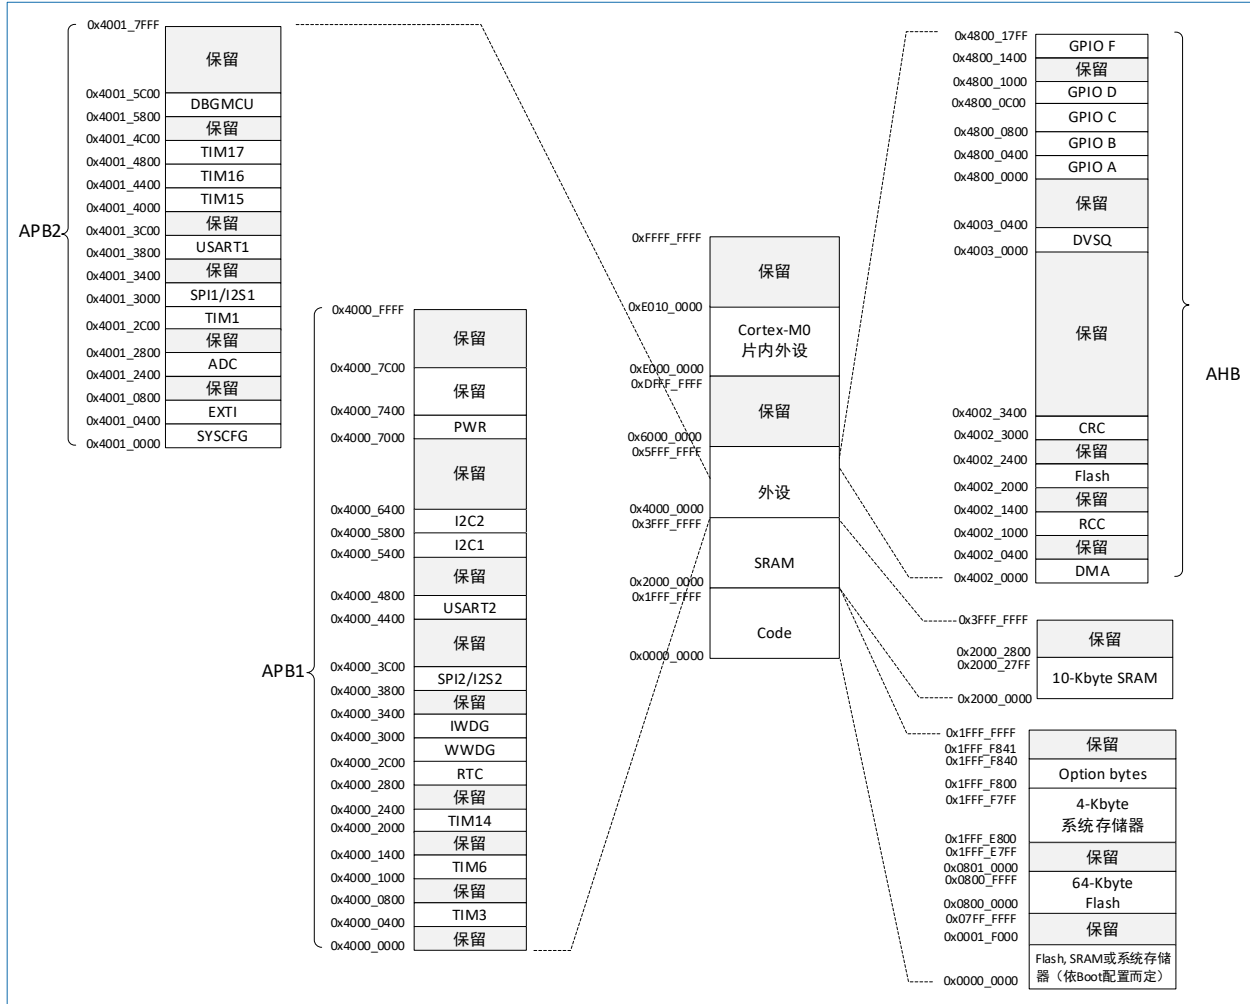 0x4001_7FFF
保留
0x4001_5C00
DBGMCU
0x4001_5800
保留
0x4001_4C00
TIM17
0x4001_4800
TIM16
0x4001_4400
TIM15
0x4001_4000
保留
0x4001_3C00
USART1
0x4001_3800
保留
0x4001_3400
SPI1/I2S1
0x4001_3000
TIM1
0x4001_2C00
保留
0x4001_2800
ADC
0x4001_2400
保留
0x4001_0800
EXTI
0x4001_0400
SYSCFG
0x4001_0000
APB2
0x4000_FFFF
保留
0x4000_7C00
保留
0x4000_7400
PWR
0x4000_7000
保留
0x4000_6400
I2C2
0x4000_5800
I2C1
0x4000_5400
保留
0x4000_4800
USART2
0x4000_4400
保留
0x4000_3C00
SPI2/I2S2
0x4000_3800
保留
0x4000_3400
IWDG
0x4000_3000
WWDG
0x4000_2C00
RTC
0x4000_2800
保留
0x4000_2400
TIM14
0x4000_2000
保留
0x4000_1400
TIM6
0x4000_1000
保留
0x4000_0800
TIM3
0x4000_0400
保留
0x4000_0000
APB1
0xFFFF_FFFF
保留
0xE010_0000
Cortex-M0
片内外设
0xE000_0000
0xDFFF_FFFF
保留
0x6000_0000
0x5FFF_FFFF
外设
0x4000_0000
0x3FFF_FFFF
SRAM
0x2000_0000
0x1FFF_FFFF
Code
0x0000_0000
0x4800_17FF
GPIO F
0x4800_1400
保留
0x4800_1000
GPIO D
0x4800_0C00
GPIO C
0x4800_0800
GPIO B
0x4800_0400
GPIO A
0x4800_0000
保留
0x4003_0400
DVSQ
0x4003_0000
保留
0x4002_3400
CRC
0x4002_3000
保留
0x4002_2400
Flash
0x4002_2000
保留
0x4002_1400
RCC
0x4002_1000
保留
0x4002_0400
DMA
0x4002_0000
AHB
0x3FFF_FFFF
保留
0x2000_2800
0x2000_27FF
10-Kbyte SRAM
0x2000_0000
0x1FFF_FFFF
保留
0x1FFF_F841
0x1FFF_F840
Option bytes
0x1FFF_F800
0x1FFF_F7FF
4-Kbyte
系统存储器
0x1FFF_E800
0x1FFF_E7FF
保留
0x0801_0000
0x0800_FFFF
64-Kbyte
Flash
0x0800_0000
0x07FF_FFFF
保留
0x0001_F000
Flash, SRAM或系统存储
器（依Boot配置而定）
0x0000_0000